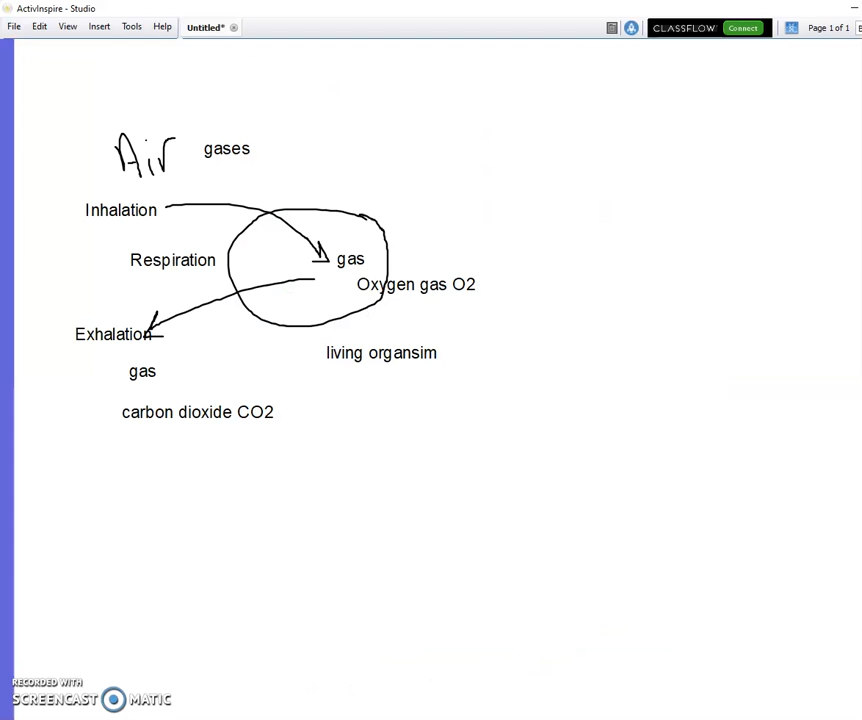 ActivInspire - Studio
File Edit View Insert Tools Help Untitled* CLASSFLOW Connect Page 1 of 1
Air gases
Inhalation
Respiration gas
Oxygen gas O2
Exhalation
living organsim
gas
carbon dioxide CO2
RECORDED WITH
SCREENCAST MATIC